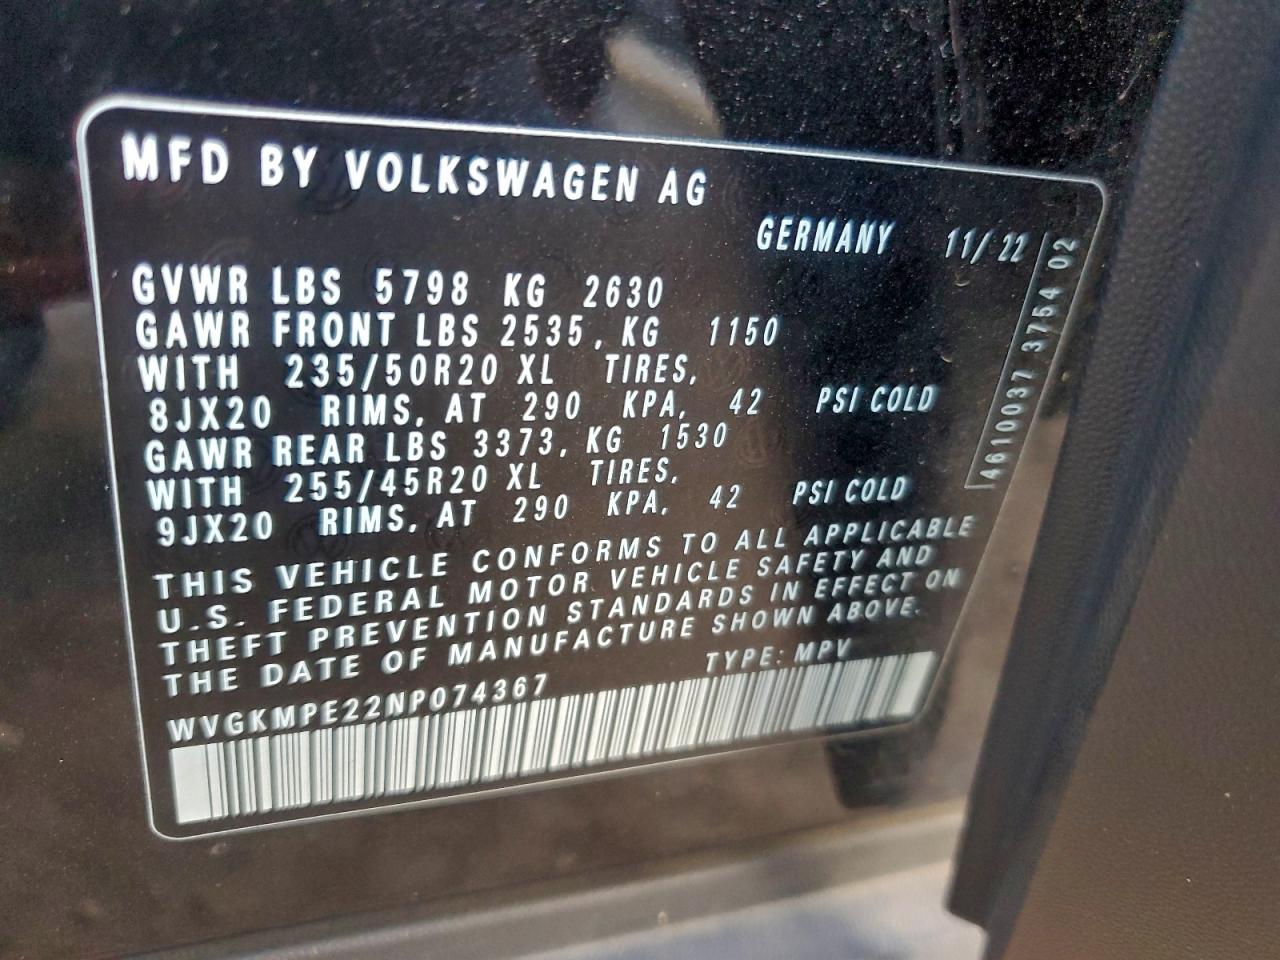 MFD BY VOLKSWAGEN AG
GERMANY 11/22
GVWR LBS 5798 KG 2630
GAWR FRONT LBS 2535, KG 1150
WITH 235/50R20 XL TIRES,
8JX20 RIMS, AT 290 KPA, 42 PSI COLD
GAWR REAR LBS 3373, KG 1530
WITH 255/45R20 XL TIRES,
9JX20 RIMS, AT 290 KPA, 42 PSI COLD
THIS VEHICLE CONFORMS TO ALL APPLICABLE
U.S. FEDERAL MOTOR VEHICLE SAFETY AND
THEFT PREVENTION STANDARDS IN EFFECT ON
THE DATE OF MANUFACTURE SHOWN ABOVE.
WVGKMPE22NP074367 TYPE: MPV
4610037 3754 02